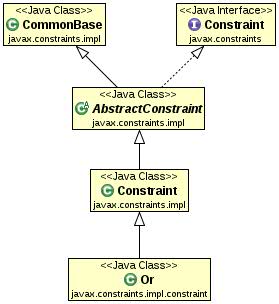 <<Java Class>>
CommonBase
javax.constraints.impl
<<Java Interface>>
Constraint
javax.constraints
<<Java Class>>
AbstractConstraint
javax.constraints.impl
<<Java Class>>
Constraint
javax.constraints.impl
<<Java Class>>
Or
javax.constraints.impl.constraint